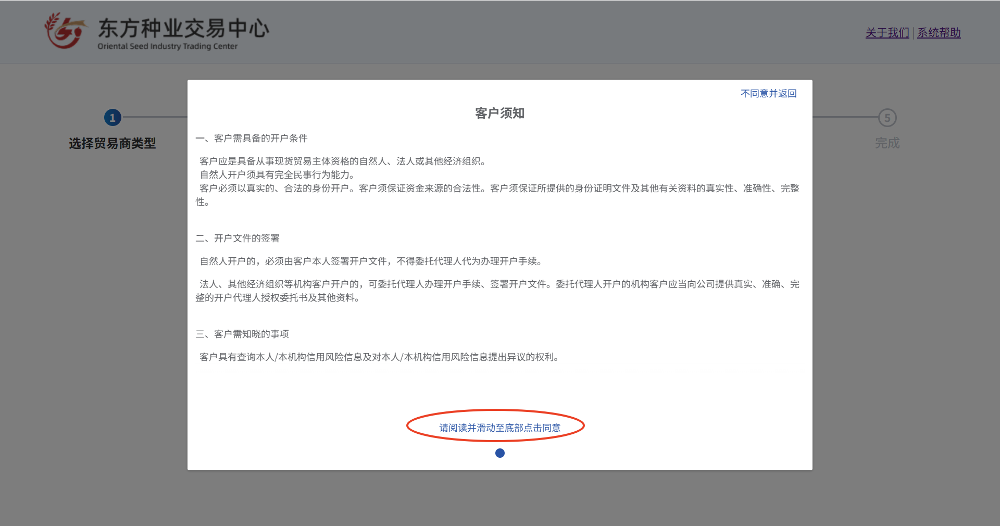 东方种业交易中心
Oriental Seed Industry Trading Center
关于我们 | 系统帮助
不同意并返回
客户须知
1
选择贸易商类型
5
完成
一、客户需具备的开户条件
客户应是具备从事现货贸易主体资格的自然人、法人或其他经济组织。
自然人开户须具有完全民事行为能力。
客户必须以真实的、合法的身份开户。客户须保证资金来源的合法性。客户须保证所提供的身份证明文件及其他有关资料的真实性、准确性、完整
性。
二、开户文件的签署
自然人开户的，必须由客户本人签署开户文件，不得委托代理人代为办理开户手续。
法人、其他经济组织等机构客户开户的，可委托代理人办理开户手续、签署开户文件。委托代理人开户的机构客户应当向公司提供真实、准确、完
整的开户代理人授权委托书及其他资料。
三、客户需知晓的事项
客户具有查询本人/本机构信用风险信息及对本人/本机构信用风险信息提出异议的权利。
请阅读并滑动至底部点击同意